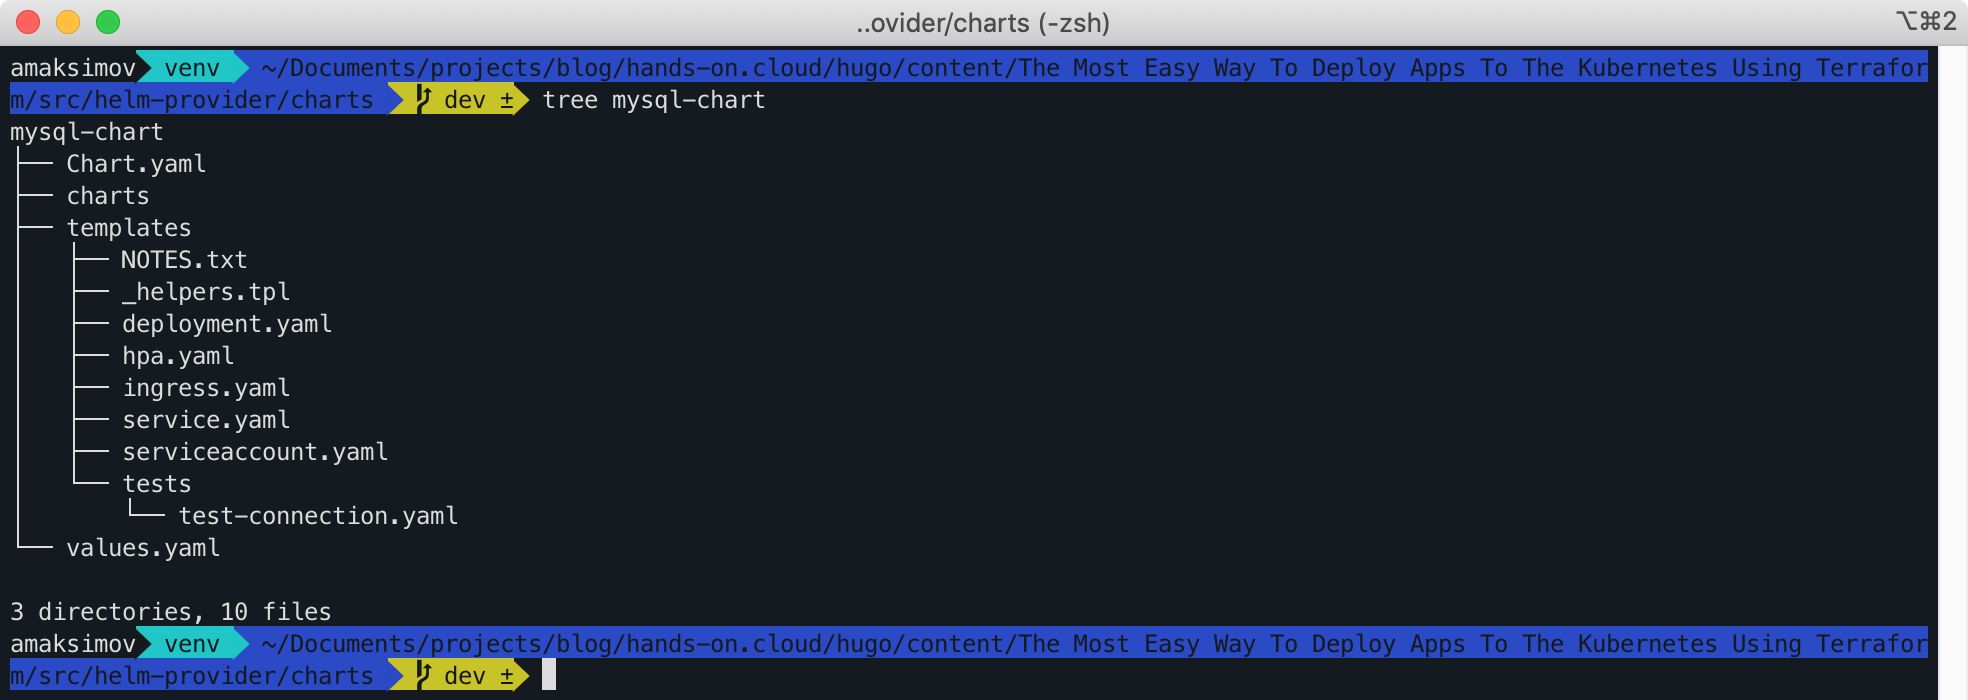 ..ovider/charts (-zsh) ⌥⌘2
amaksimov venv ~/Documents/projects/blog/hands-on.cloud/hugo/content/The Most Easy Way To Deploy Apps To The Kubernetes Using Terrafor
m/src/helm-provider/charts dev ± tree mysql-chart
mysql-chart
├── Chart.yaml
├── charts
├── templates
│   ├── NOTES.txt
│   ├── _helpers.tpl
│   ├── deployment.yaml
│   ├── hpa.yaml
│   ├── ingress.yaml
│   ├── service.yaml
│   ├── serviceaccount.yaml
│   └── tests
│       └── test-connection.yaml
└── values.yaml
3 directories, 10 files
amaksimov venv ~/Documents/projects/blog/hands-on.cloud/hugo/content/The Most Easy Way To Deploy Apps To The Kubernetes Using Terrafor
m/src/helm-provider/charts dev ±